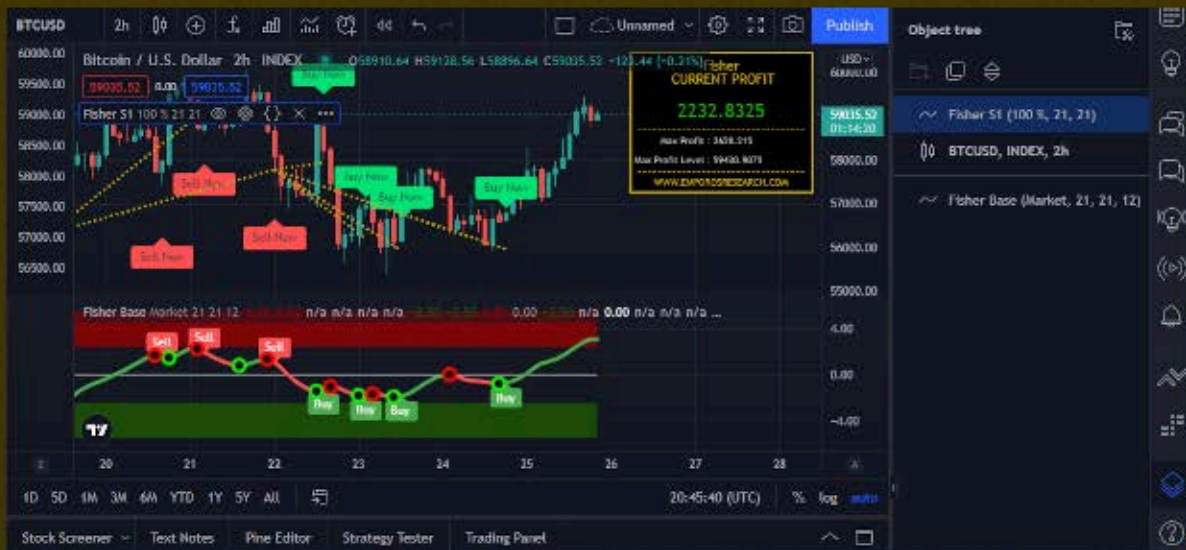 BTCUSD 2h Unnamed Publish
Object tree
60000.00 Bitcoin / U.S. Dollar 2h INDEX O58910.64 H59138.56 L58896.64 C59035.52 USD
59035.52 0.00 59035.52
Buy Now
Fisher
CURRENT PROFIT
2232.8325
Max Profit : 2628.215
Max Profit Level : 59430.9075
WWW.EMPOROSRESEARCH.COM
60000.00
59500.00
59000.00 Fisher S1 100 % 21 21
59035.52
01:14:20
Fisher S1 (100 %, 21, 21)
BTCUSD, INDEX, 2h
Fisher Base (Market, 21, 21, 12)
58500.00
58000.00 Sell Now Buy Now Buy Now Buy Now 58000.00
57500.00 57000.00
57000.00 Sell Now Sell Now 56000.00
56500.00
55000.00
Fisher Base Market 21 21 12 n/a n/a n/a n/a 0.00 n/a 0.00 n/a n/a n/a ...
4.00
Sell Sell Sell
0.00
Buy Buy Buy Buy
-4.00
20 21 22 23 24 25 26 27 28
1D 5D 1M 3M 6M YTD 1Y 5Y All 20:45:40 (UTC) % log auto
Stock Screener Text Notes Pine Editor Strategy Tester Trading Panel